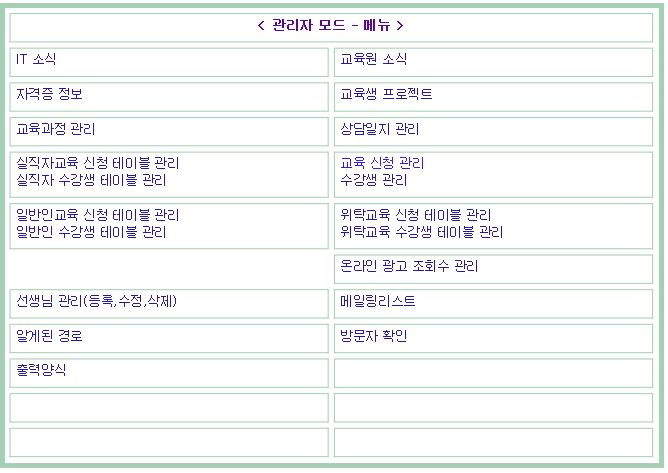 < 관리자 모드 - 메뉴 >
IT 소식
교육원 소식
자격증 정보
교육생 프로젝트
교육과정 관리
상담일지 관리
실직자교육 신청 테이블 관리
실직자 수강생 테이블 관리
교육 신청 관리
수강생 관리
일반인교육 신청 테이블 관리
일반인 수강생 테이블 관리
위탁교육 신청 테이블 관리
위탁교육 수강생 테이블 관리
온라인 광고 조회수 관리
선생님 관리(등록,수정,삭제)
메일링리스트
알게된 경로
방문자 확인
출력양식